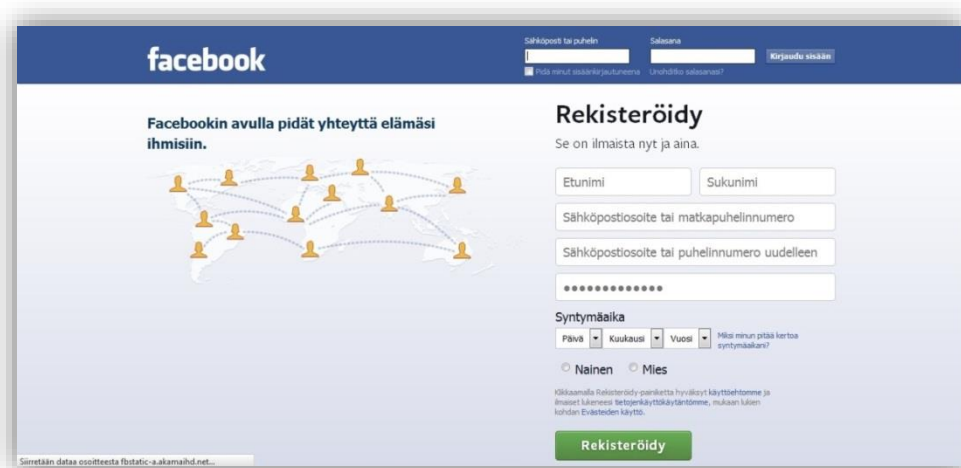 facebook
Sähköposti tai puhelin
Salasana
Kirjaudu sisään
Pidä minut sisäänkirjautuneena
Unohditko salasanasi?
Facebookin avulla pidät yhteyttä elämäsi
ihmisiin.
Rekisteröidy
Se on ilmaista nyt ja aina.
Etunimi
Sukunimi
Sähköpostiosoite tai matkapuhelinnumero
Sähköpostiosoite tai puhelinnumero uudelleen
•••••••••••••
Syntymäaika
Päivä Kuukausi Vuosi
Miksi minun pitää kertoa
syntymäaikani?
Nainen Mies
Klikkaamalla Rekisteröidy-painiketta hyväksyt käyttöehtomme ja
ilmaiset lukeneesi tietojenkäyttökäytäntömme, mukaan lukien
kohdan Evästeiden käyttö.
Rekisteröidy
Siirretään dataa osoitteesta fbstatic-a.akamaihd.net...